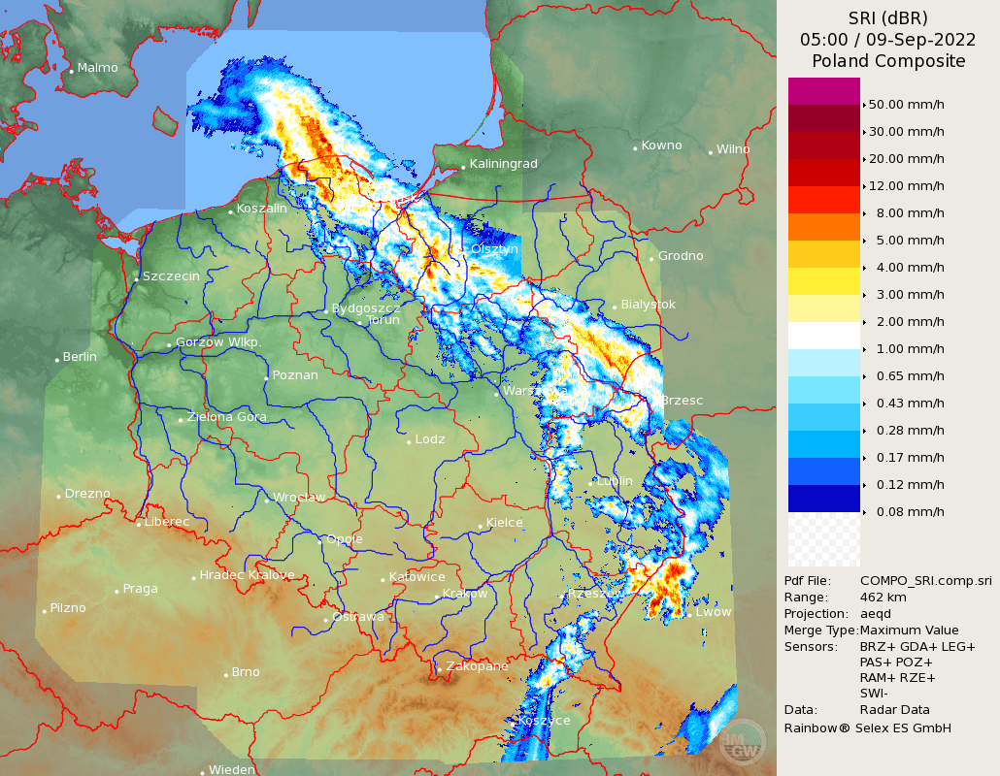 SRI (dBR)
05:00 / 09-Sep-2022
Poland Composite
50.00 mm/h
30.00 mm/h
20.00 mm/h
12.00 mm/h
8.00 mm/h
5.00 mm/h
4.00 mm/h
3.00 mm/h
2.00 mm/h
1.00 mm/h
0.65 mm/h
0.43 mm/h
0.28 mm/h
0.17 mm/h
0.12 mm/h
0.08 mm/h
Pdf File: COMPO_SRI.comp.sri
Range: 462 km
Projection: aeqd
Merge Type:Maximum Value
Sensors: BRZ+ GDA+ LEG+
PAS+ POZ+
RAM+ RZE+
SWI-
Data: Radar Data
Rainbow® Selex ES GmbH
Malmo
Kowno
Wilno
Kaliningrad
Koszalin
Olsztyn
Grodno
Szczecin
Bialystok
Bydgoszcz
Torun
Gorzow Wlkp.
Berlin
Poznan
Warszawa
Brzesc
Zielona Gora
Lodz
Lublin
Drezno
Wroclaw
Liberec
Kielce
Opole
Hradec Kralove
Katowice
Praga
Krakow
Rzeszow
Pilzno
Lwow
Ostrawa
Zakopane
Brno
Koszyce
Wieden
IM
GW